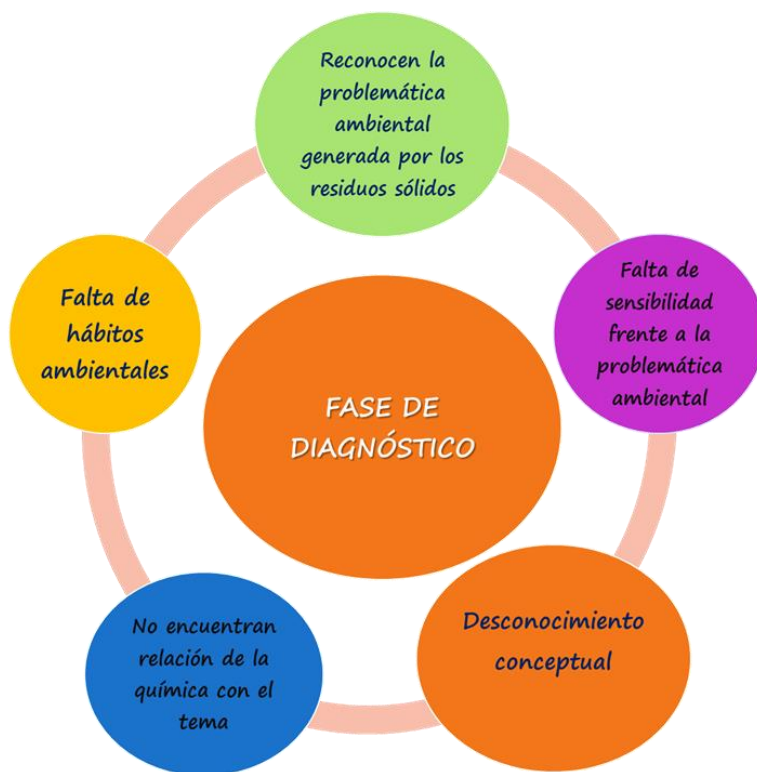 Reconocen la
problemática
ambiental
generada por los
residuos sólidos
Falta de
sensibilidad
frente a la
problemática
ambiental
Desconocimiento
conceptual
No encuentran
relación de la
química con el
tema
Falta de
hábitos
ambientales
FASE DE
DIAGNÓSTICO